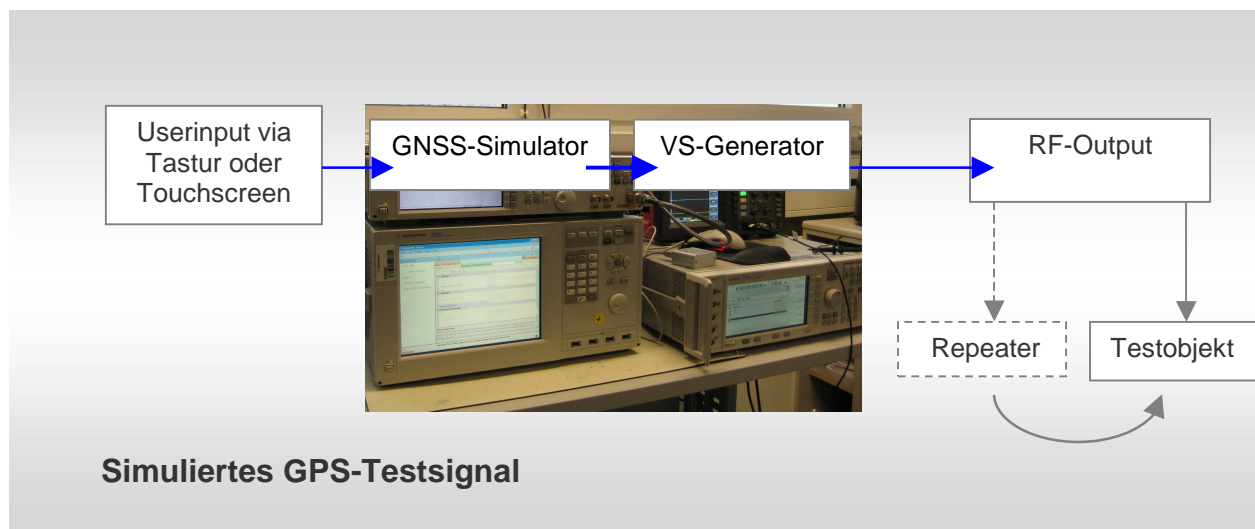 Userinput via
Tastur oder
Touchscreen
GNSS-Simulator
VS-Generator
RF-Output
Repeater
Testobjekt
Simuliertes GPS-Testsignal